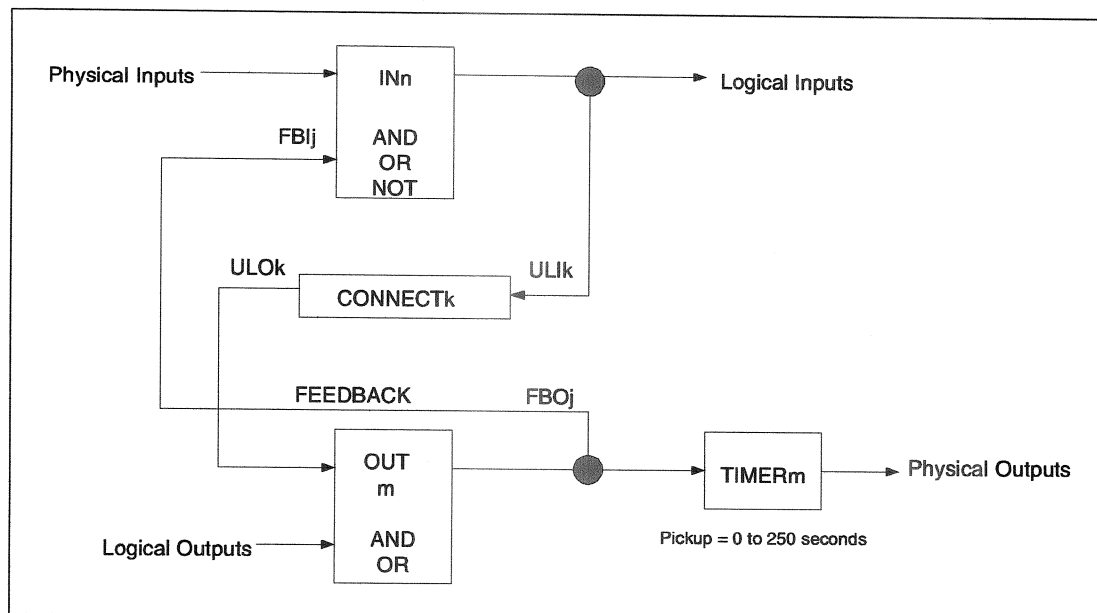 Physical Inputs
INn
Logical Inputs
FBIj
AND
OR
NOT
ULOk
ULIk
CONNECTk
FEEDBACK
FBOj
OUT
m
TIMERm
Physical Outputs
Logical Outputs
AND
OR
Pickup = 0 to 250 seconds